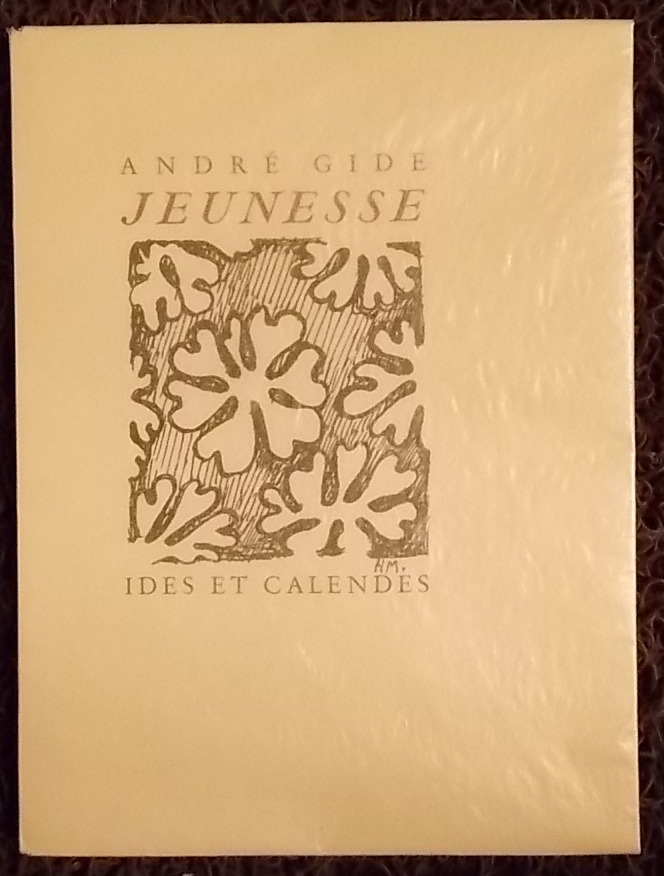 ANDRÉ GIDE
JEUNESSE
HM.
IDES ET CALENDES